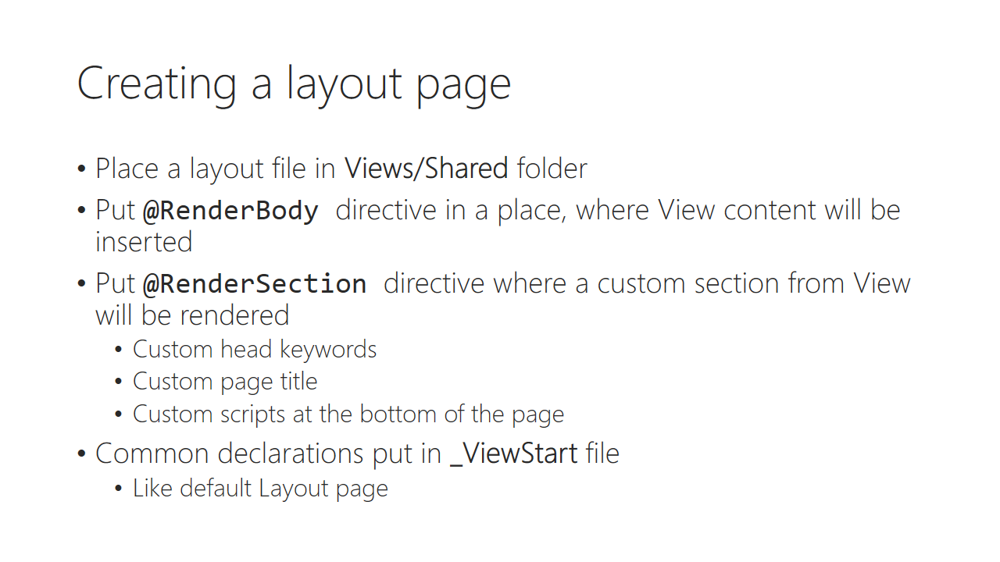 Creating a layout page
• Place a layout file in Views/Shared folder
• Put @RenderBody directive in a place, where View content will be
inserted
• Put @RenderSection directive where a custom section from View
will be rendered
• Custom head keywords
• Custom page title
• Custom scripts at the bottom of the page
• Common declarations put in _ViewStart file
• Like default Layout page